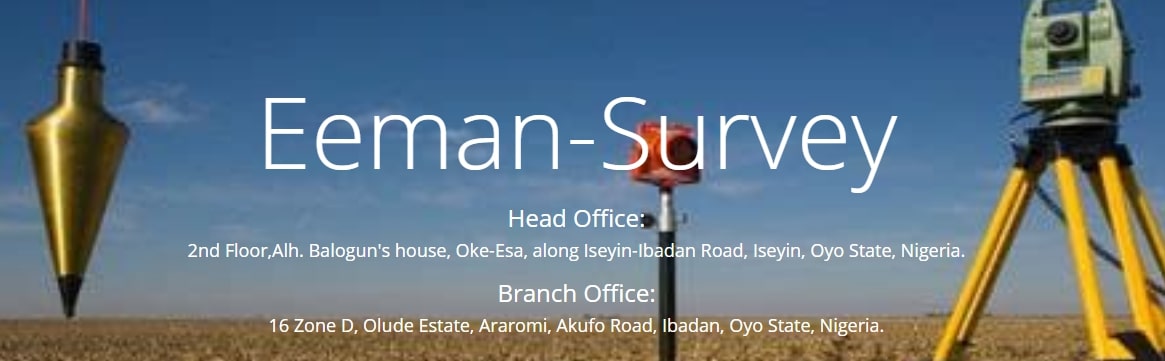 Eeman-Survey
Head Office:
2nd Floor,Alh. Balogun's house, Oke-Esa, along Iseyin-Ibadan Road, Iseyin, Oyo State, Nigeria.
Branch Office:
16 Zone D, Olude Estate, Araromi, Akufo Road, Ibadan, Oyo State, Nigeria.